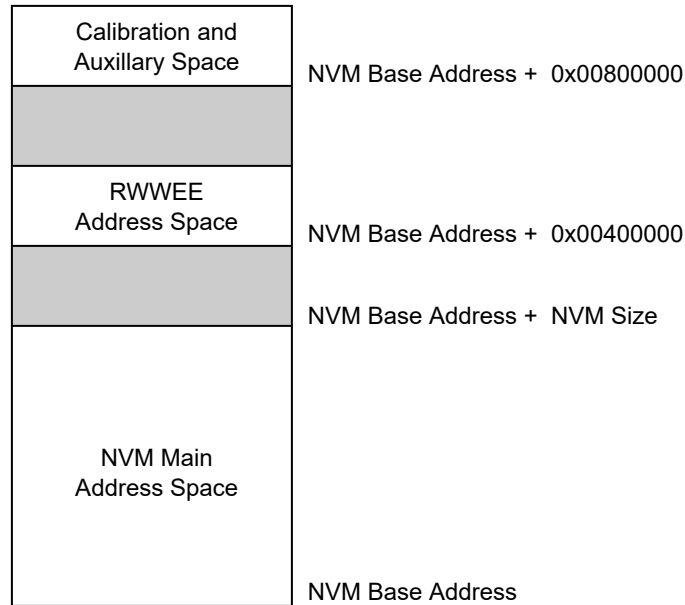 Calibration and
Auxillary Space
NVM Base Address + 0x00800000
RWWEE
Address Space
NVM Base Address + 0x00400000
NVM Base Address + NVM Size
NVM Main
Address Space
NVM Base Address